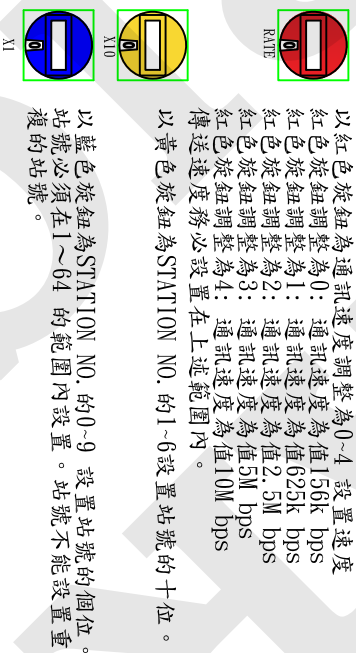 RATE
以紅色旋鈕為通訊速度調整為0~4 設置速度
紅色旋鈕調整為0: 通訊速度為值156k bps
紅色旋鈕調整為1: 通訊速度為值625k bps
紅色旋鈕調整為2: 通訊速度為值2.5M bps
紅色旋鈕調整為3: 通訊速度為值5M bps
紅色旋鈕調整為4: 通訊速度為值10M bps
傳送速度務必設置在上述範圍內。
X10
以黃色旋鈕為STATION NO.的1~6設置站號的十位。
X1
以藍色旋鈕為STATION NO.的0~9 設置站號的個位。
站號必須在1～64 的範圍內設置。站號不能設置重
複的站號。
0
0
0